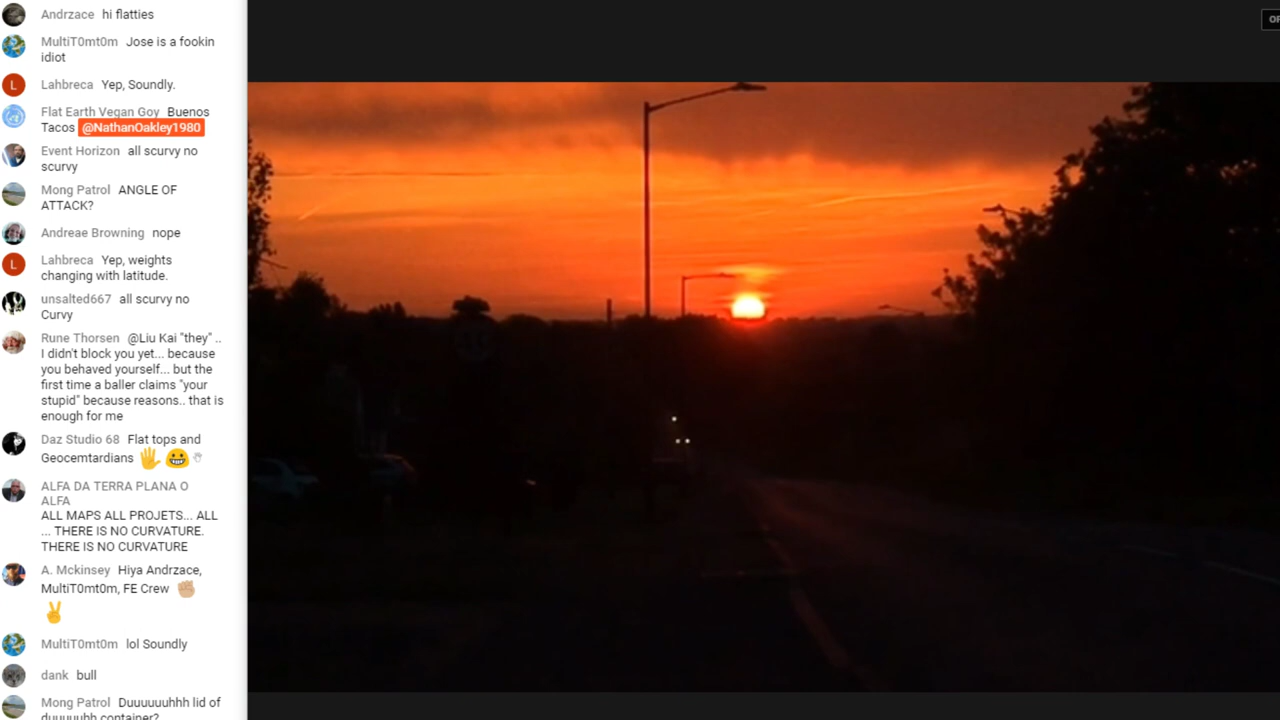 Andrzace hi flatties
MultiT0mt0m Jose is a fookin
idiot
L
Lahbreca Yep, Soundly.
Flat Earth Vegan Goy Buenos
Tacos @NathanOakley1980
Event Horizon all scurvy no
scurvy
Mong Patrol ANGLE OF
ATTACK?
Andreae Browning nope
L
Lahbreca Yep, weights
changing with latitude.
unsalted667 all scurvy no
Curvy
Rune Thorsen @Liu Kai "they" ..
I didn't block you yet... because
you behaved yourself... but the
first time a baller claims "your
stupid" because reasons.. that is
enough for me
Daz Studio 68 Flat tops and
Geocemtardians 🖐 😀
ALFA DA TERRA PLANA O
ALFA
ALL MAPS ALL PROJETS... ALL
... THERE IS NO CURVATURE.
THERE IS NO CURVATURE
A. Mckinsey Hiya Andrzace,
MultiT0mt0m, FE Crew ✊🏼
✌
MultiT0mt0m lol Soundly
dank bull
Mong Patrol Duuuuuuhhh lid of
duuuuuhh container?